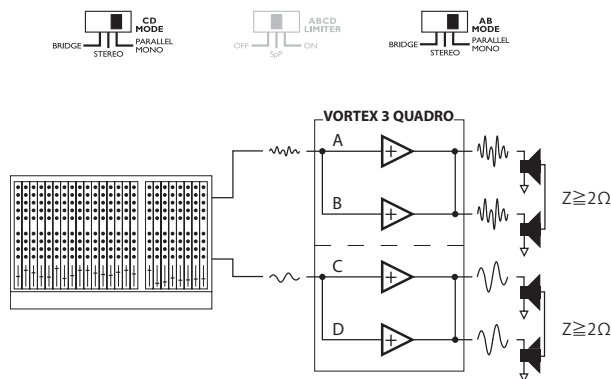 CD
MODE
BRIDGE
STEREO
PARALLEL
MONO
ABCD
LIMITER
OFF
SpP
ON
AB
MODE
BRIDGE
STEREO
PARALLEL
MONO
VORTEX 3 QUADRO
A
B
Z≧2Ω
C
D
Z≧2Ω